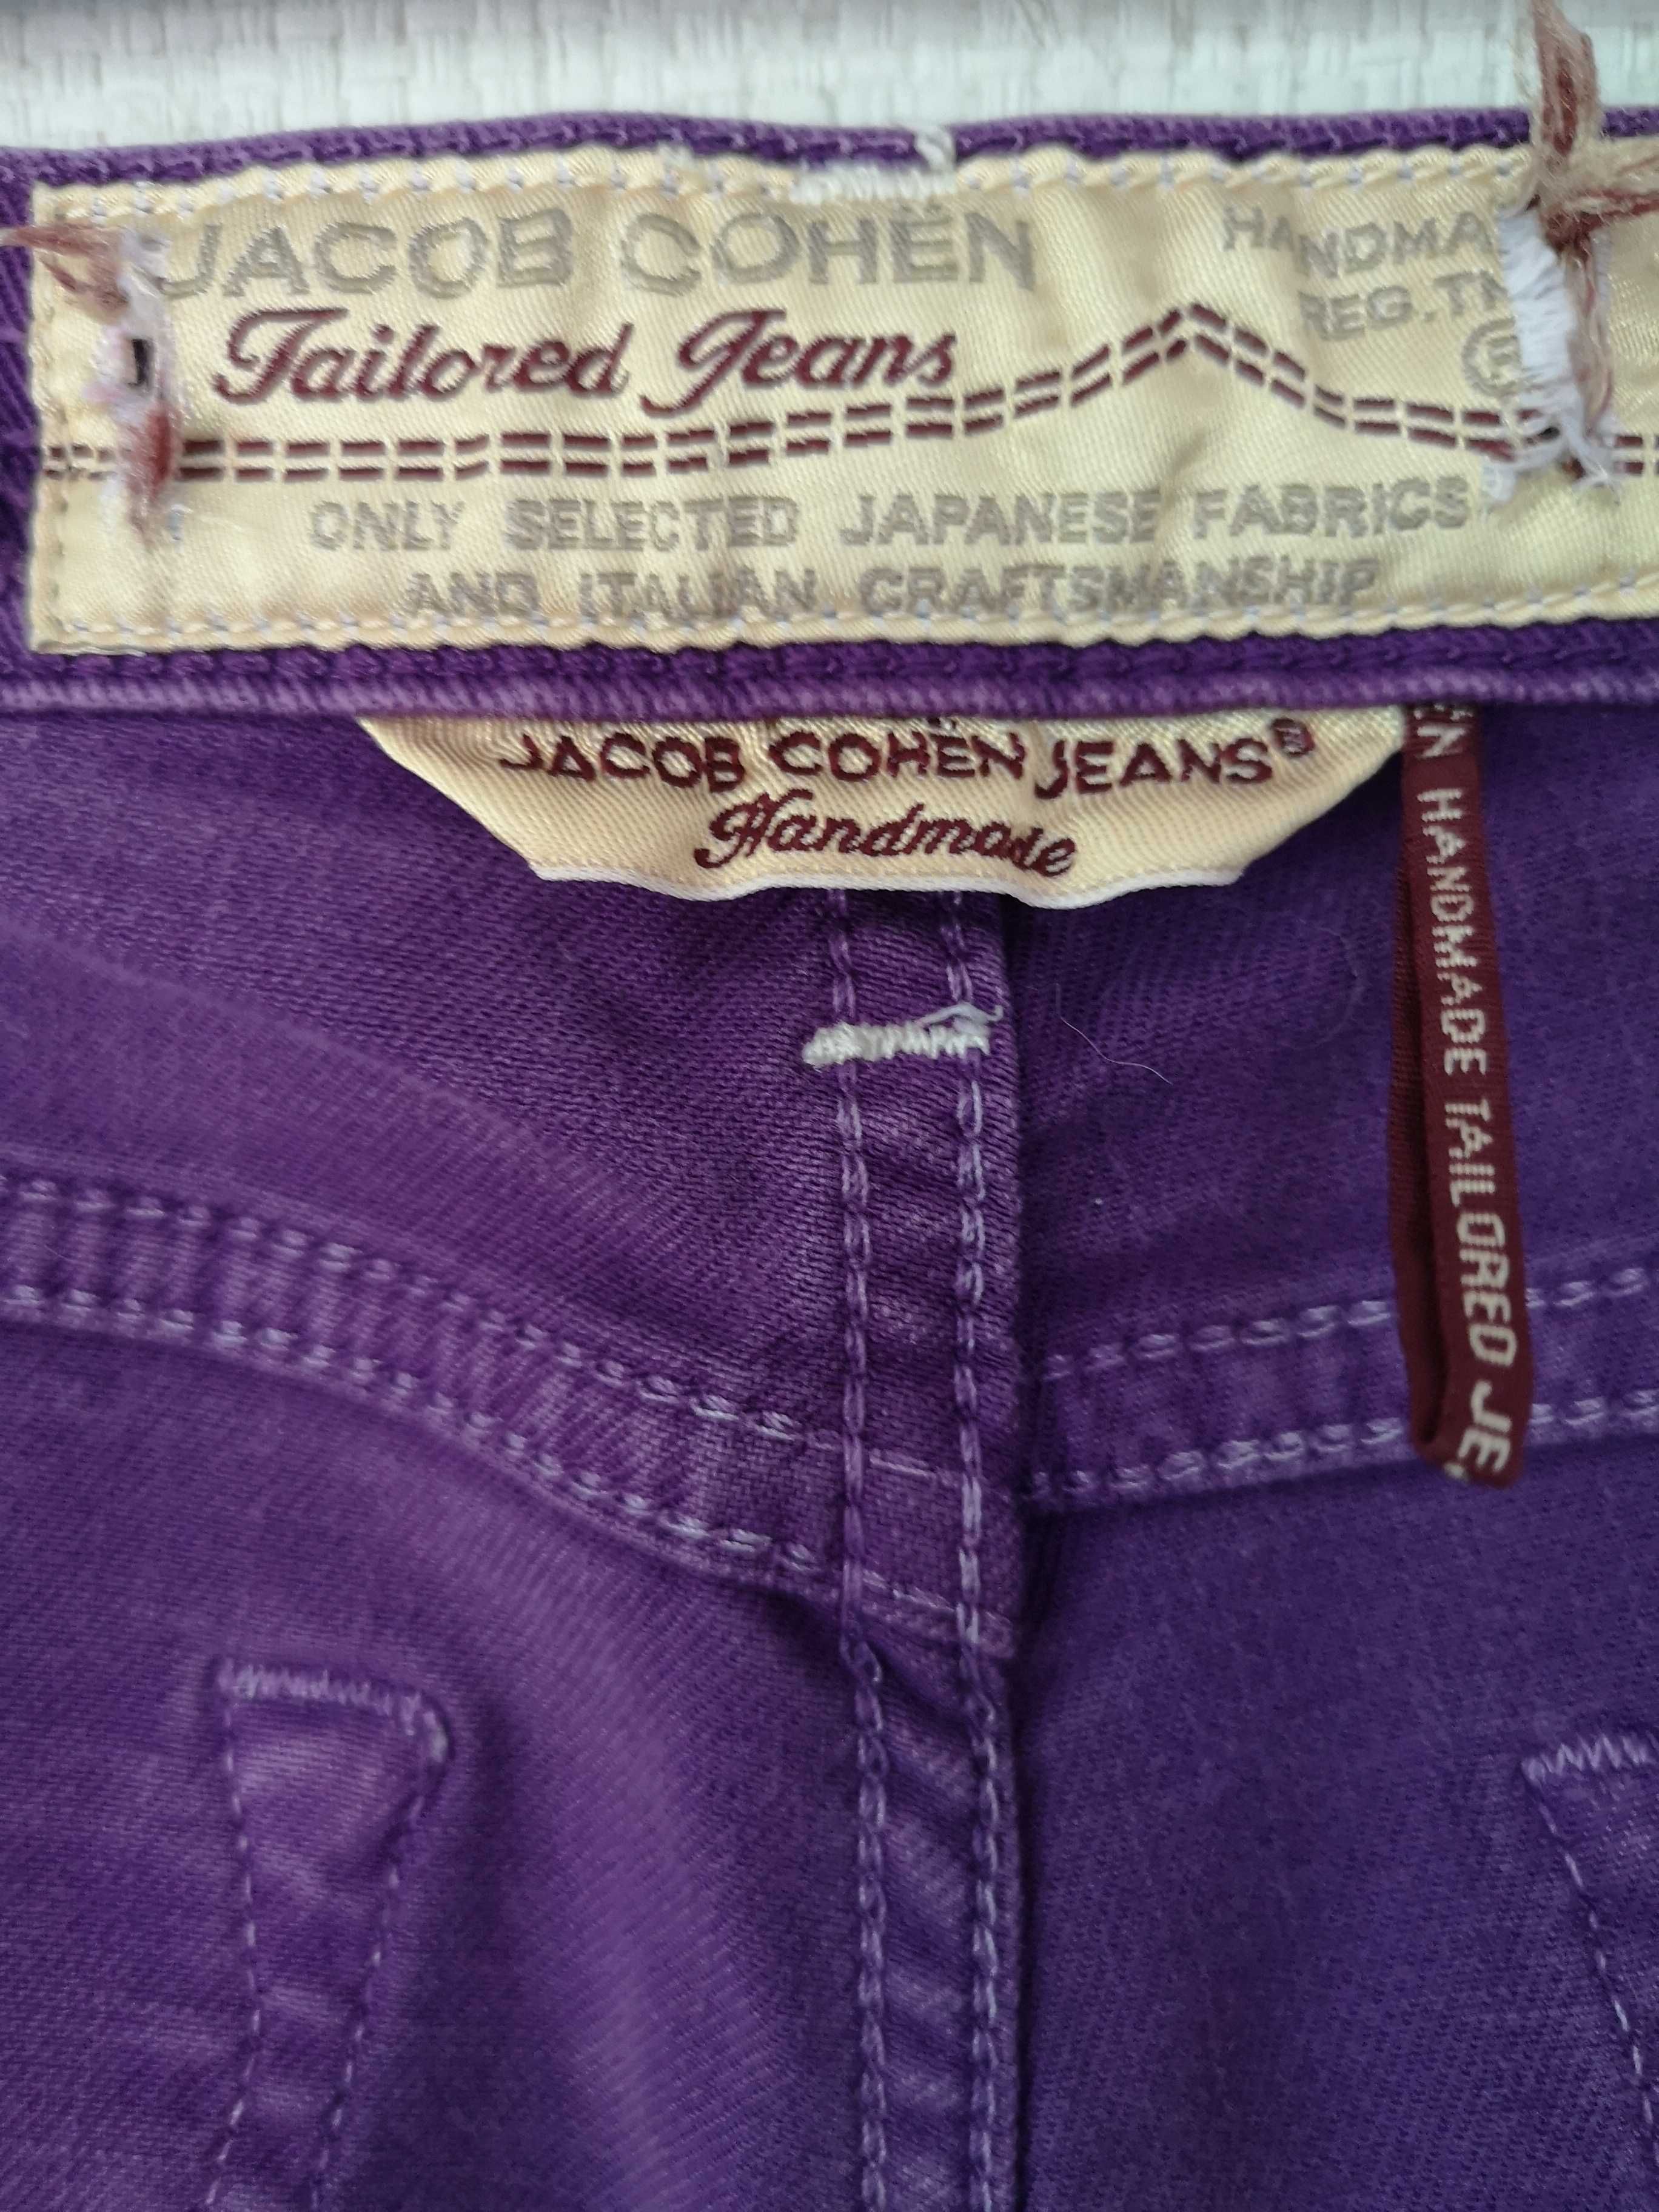 JACOB COHËN
HANDMA
REG. T
®
Tailored Jeans
ONLY SELECTED JAPANESE FABRICS
AND ITALIAN CRAFTSMANSHIP
JACOB COHËN JEANS®
Handmade
HANDMADE TAILORED JE